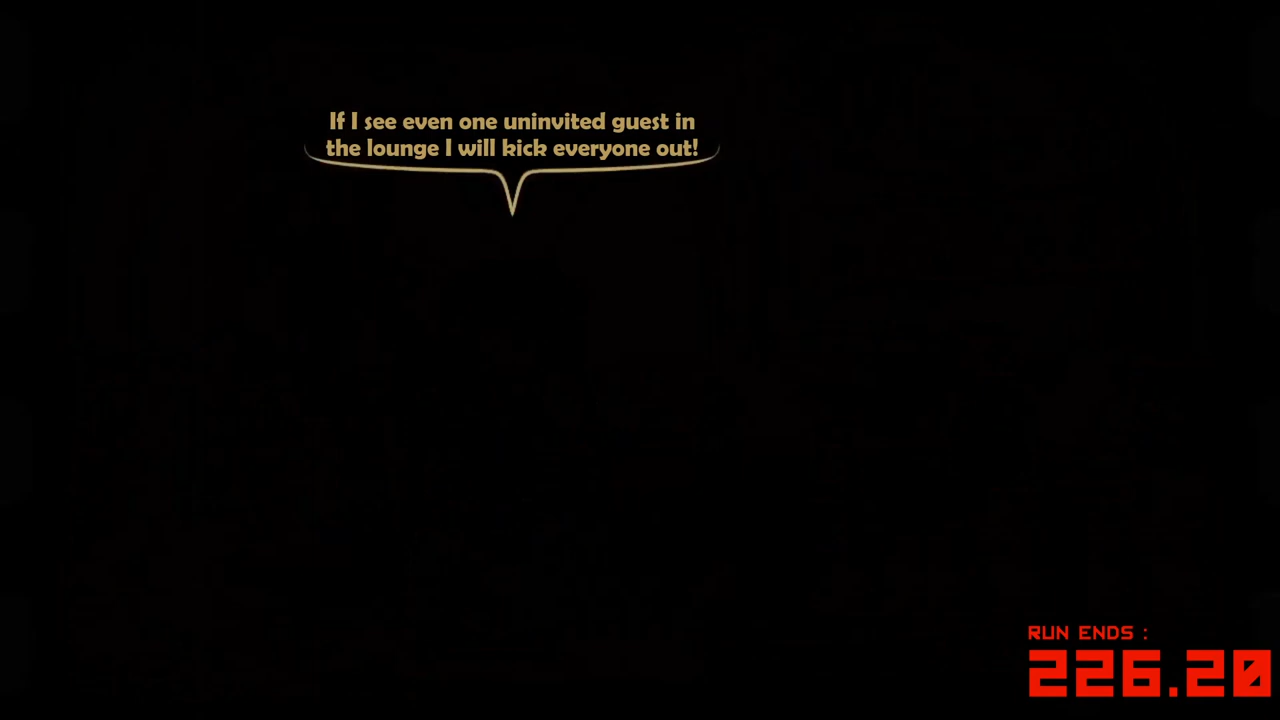 If I see even one uninvited guest in
the lounge I will kick everyone out!
RUN ENDS :
226.20